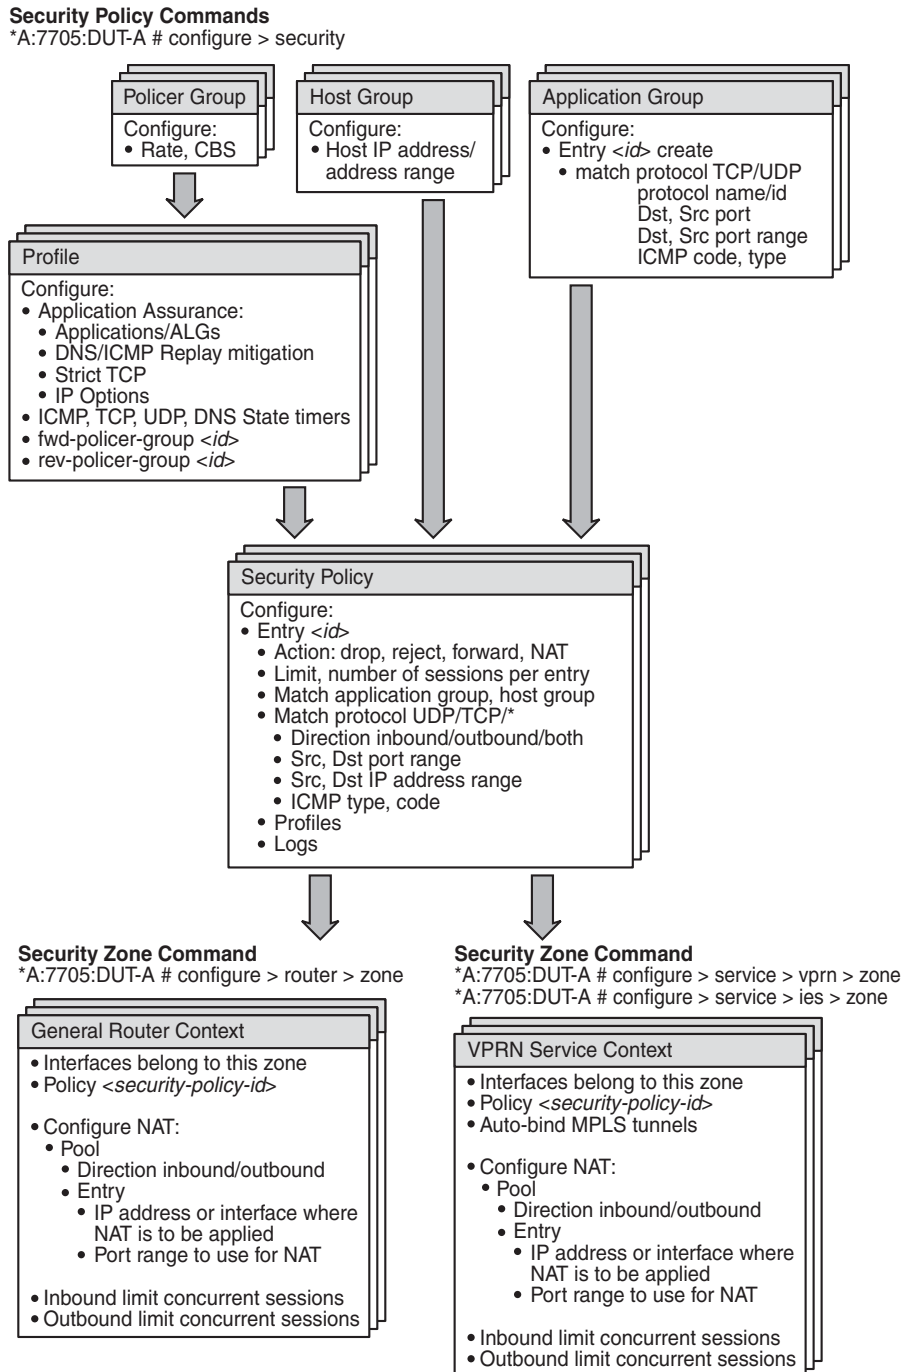 Security Policy Commands
*A:7705:DUT-A # configure > security
Policer Group
Configure:
• Rate, CBS
Host Group
Configure:
• Host IP address/
address range
Application Group
Configure:
• Entry <id> create
• match protocol TCP/UDP
protocol name/id
Dst, Src port
Dst, Src port range
ICMP code, type
Profile
Configure:
• Application Assurance:
• Applications/ALGs
• DNS/ICMP Replay mitigation
• Strict TCP
• IP Options
• ICMP, TCP, UDP, DNS State timers
• fwd-policer-group <id>
• rev-policer-group <id>
Security Policy
Configure:
• Entry <id>
• Action: drop, reject, forward, NAT
• Limit, number of sessions per entry
• Match application group, host group
• Match protocol UDP/TCP/*
• Direction inbound/outbound/both
• Src, Dst port range
• Src, Dst IP address range
• ICMP type, code
• Profiles
• Logs
Security Zone Command
*A:7705:DUT-A # configure > router > zone
General Router Context
• Interfaces belong to this zone
• Policy <security-policy-id>
• Configure NAT:
• Pool
• Direction inbound/outbound
• Entry
• IP address or interface where
NAT is to be applied
• Port range to use for NAT
• Inbound limit concurrent sessions
• Outbound limit concurrent sessions
Security Zone Command
*A:7705:DUT-A # configure > service > vprn > zone
*A:7705:DUT-A # configure > service > ies > zone
VPRN Service Context
• Interfaces belong to this zone
• Policy <security-policy-id>
• Auto-bind MPLS tunnels
• Configure NAT:
• Pool
• Direction inbound/outbound
• Entry
• IP address or interface where
NAT is to be applied
• Port range to use for NAT
• Inbound limit concurrent sessions
• Outbound limit concurrent sessions